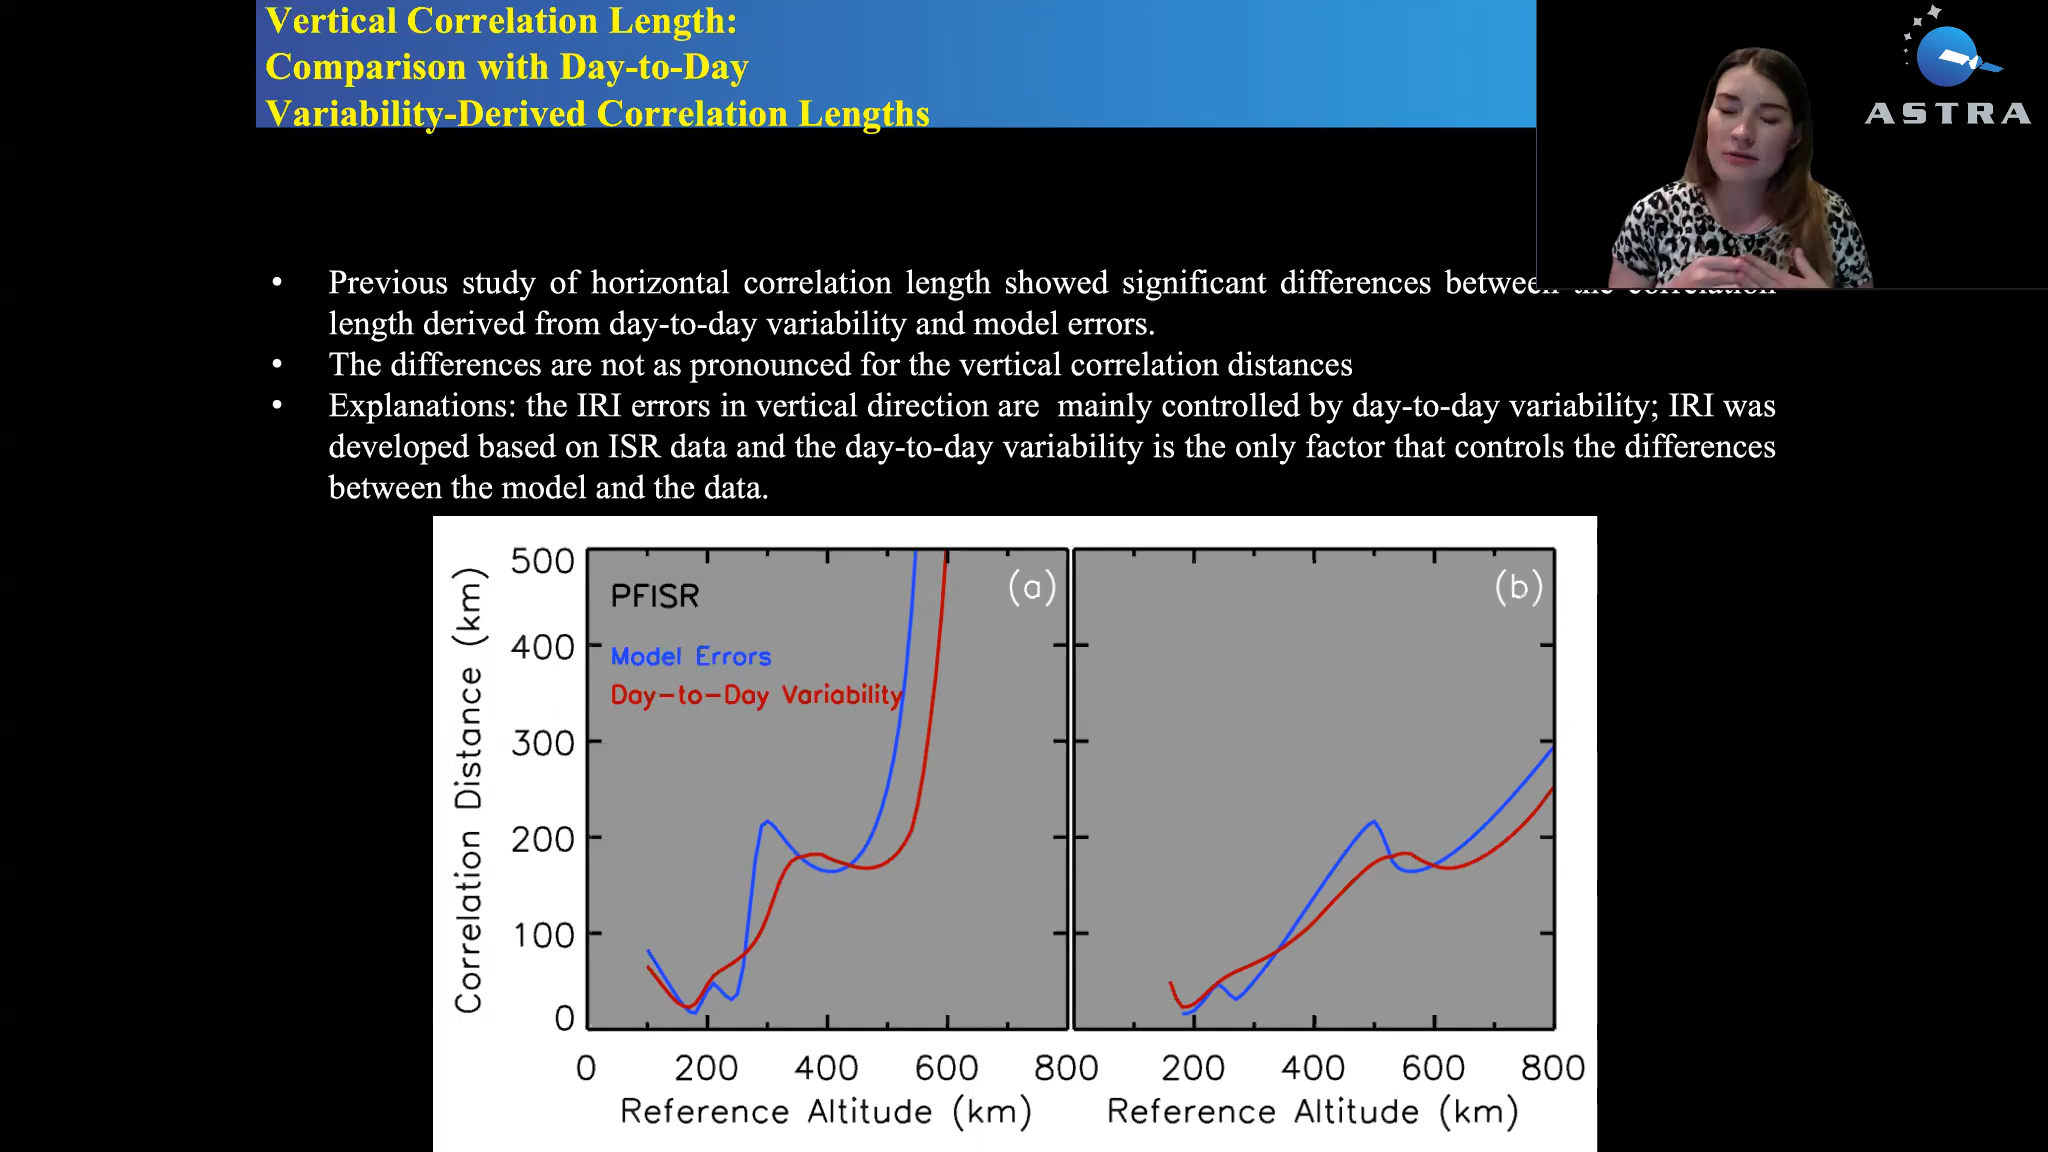 Vertical Correlation Length:
Comparison with Day-to-Day
Variability-Derived Correlation Lengths
ASTRA
• Previous study of horizontal correlation length showed significant differences between the correlation
length derived from day-to-day variability and model errors.
• The differences are not as pronounced for the vertical correlation distances
• Explanations: the IRI errors in vertical direction are mainly controlled by day-to-day variability; IRI was
developed based on ISR data and the day-to-day variability is the only factor that controls the differences
between the model and the data.
Correlation Distance (km)
500
400
300
200
100
0
PFISR
(a)
Model Errors
Day-to-Day Variability
(b)
0 200 400 600 800 200 400 600 800
Reference Altitude (km) Reference Altitude (km)